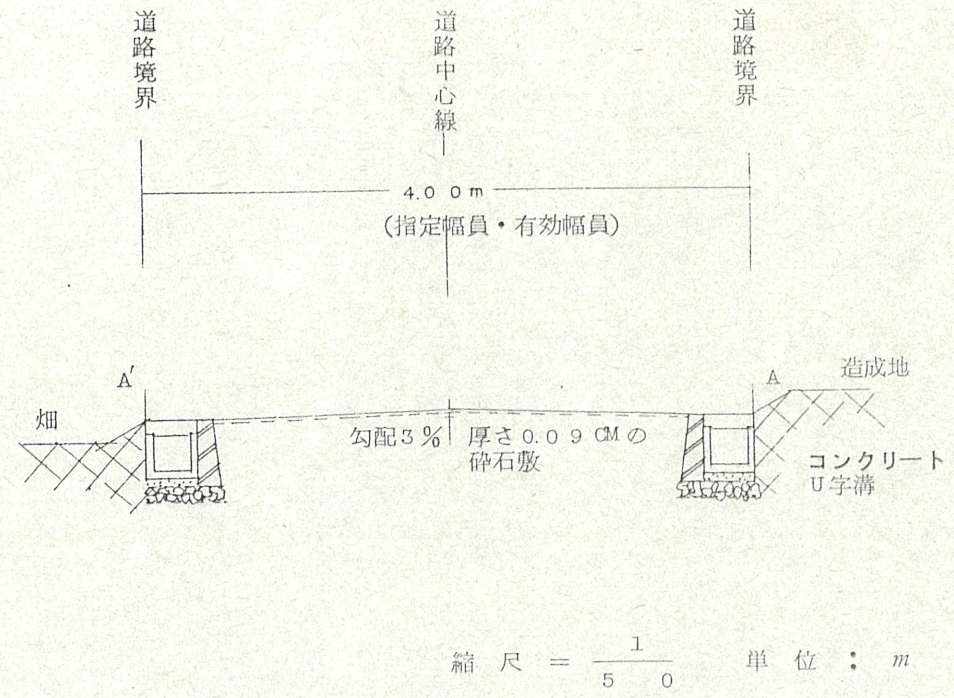 道路境界
道路中心線
道路境界
4.00m
(指定幅員・有効幅員)
A′
A
造成地
畑
勾配3%
厚さ0.09CMの
砕石敷
コンクリート
U字溝
縮尺 = 1/50 単位:m